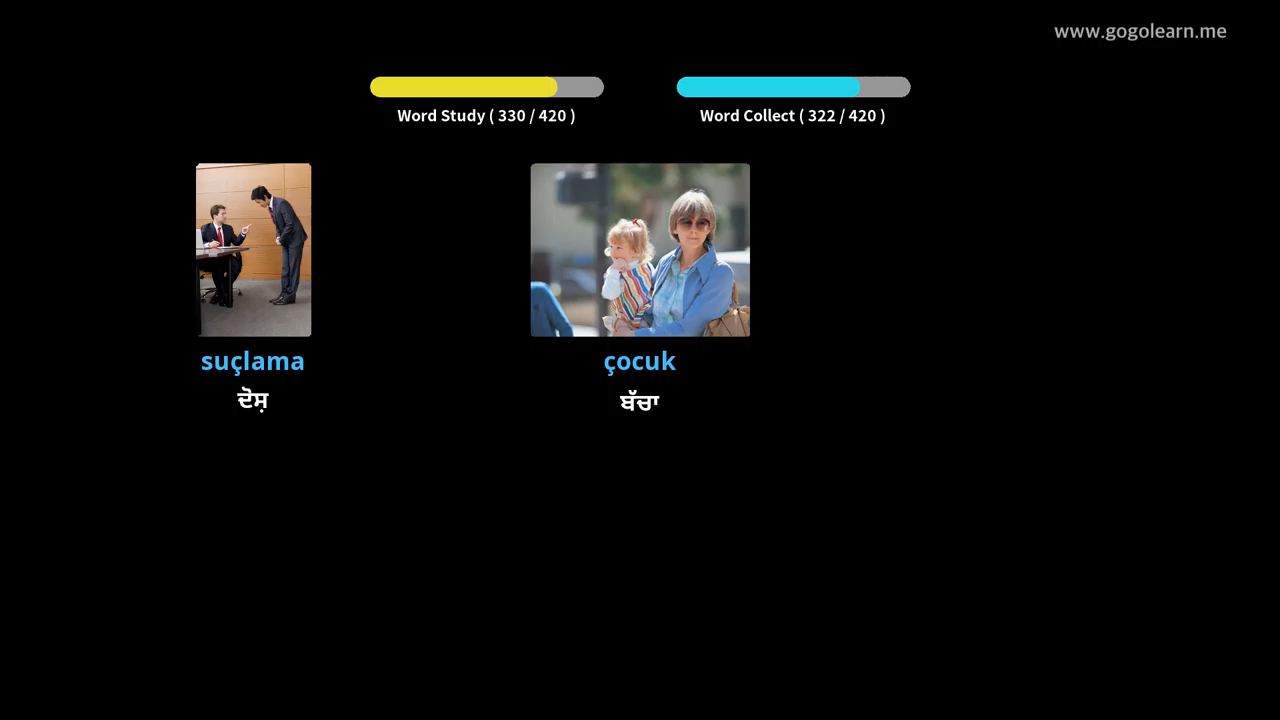 www.gogolearn.me
Word Study ( 330 / 420 )
Word Collect ( 322 / 420 )
suçlama
ਦੋਸ਼
çocuk
ਬੱਚਾ